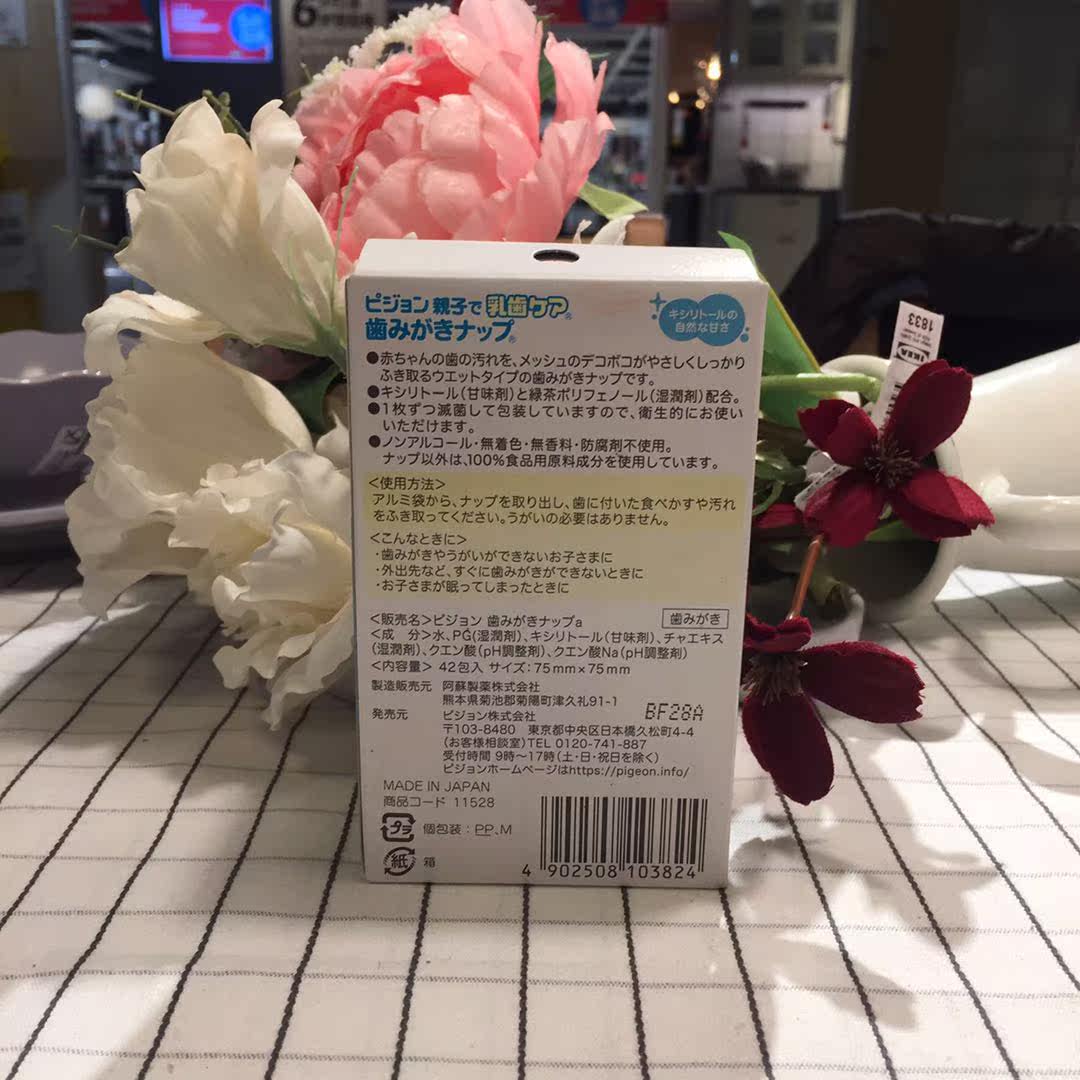 ピジョン 親子で 乳歯ケア®
歯みがきナップ®
キシリトールの
自然な甘さ
●赤ちゃんの歯の汚れを、メッシュのデコボコがやさしくしっかり
ふき取るウエットタイプの歯みがきナップです。
●キシリトール(甘味剤)と緑茶ポリフェノール(湿潤剤)配合。
●1枚ずつ滅菌して包装していますので、衛生的にお使い
いただけます。
●ノンアルコール・無着色・無香料・防腐剤不使用。
ナップ以外は、100%食品用原料成分を使用しています。
<使用方法>
アルミ袋から、ナップを取り出し、歯に付いた食べかすや汚れ
をふき取ってください。うがいの必要はありません。
<こんなときに>
・歯みがきやうがいができないお子さまに
・外出先など、すぐに歯みがきができないときに
・お子さまが眠ってしまったときに
<販売名>ピジョン 歯みがきナップa
歯みがき
<成 分>水、PG(湿潤剤)、キシリトール(甘味剤)、チャエキス
(湿潤剤)、クエン酸(pH調整剤)、クエン酸Na(pH調整剤)
<内容量> 42包入 サイズ:75mm×75mm
製造販売元 阿蘇製薬株式会社
熊本県菊池郡菊陽町津久礼91-1
発売元 ピジョン株式会社
BF28A
〒103-8480 東京都中央区日本橋久松町4-4
(お客様相談室)TEL 0120-741-887
受付時間 9時〜17時(土・日・祝日を除く)
ピジョンホームページはhttps://pigeon.info/
MADE IN JAPAN
商品コード 11528
プラ 個包装:PP、M
紙 箱
4 902508 103824
1833
IKEA
6